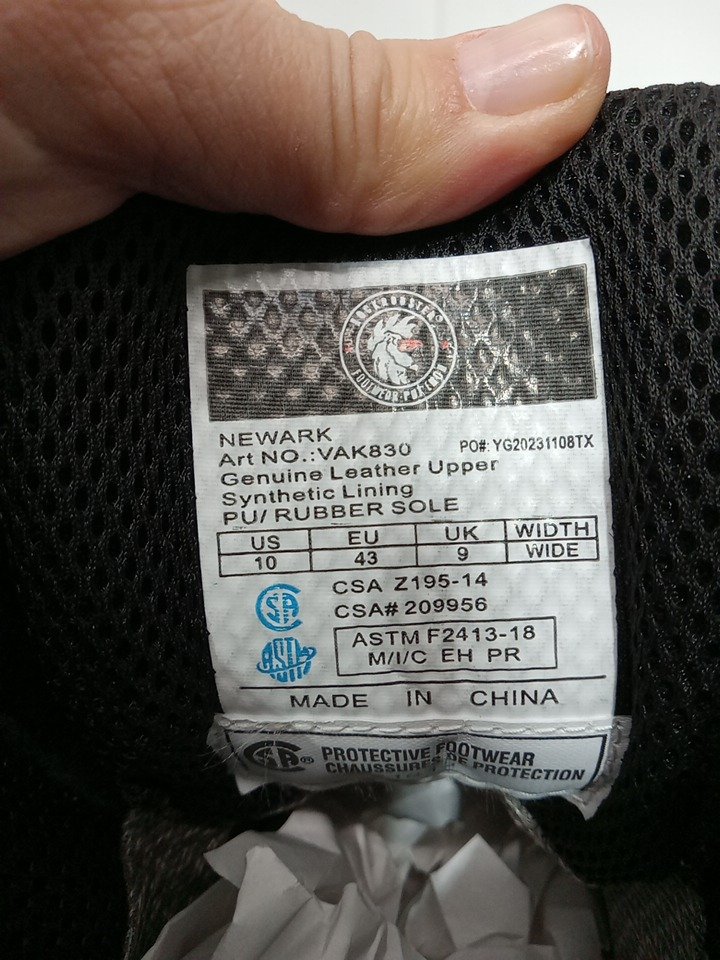 NEWARK
Art NO.:VAK830 PO#: YG20231108TX
Genuine Leather Upper
Synthetic Lining
PU/ RUBBER SOLE
US EU UK WIDTH
10 43 9 WIDE
CSA Z195-14
CSA# 209956
ASTM F2413-18
M/I/C EH PR
MADE IN CHINA
PROTECTIVE FOOTWEAR
CHAUSSURES DE PROTECTION